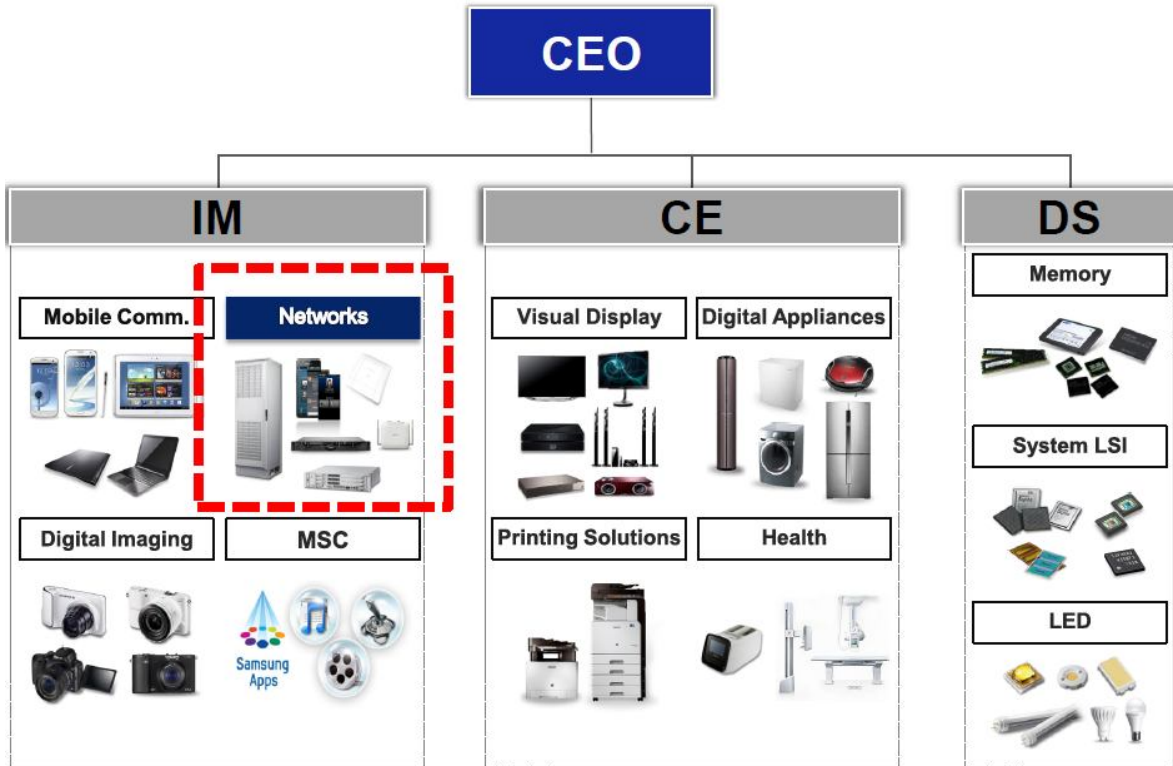 CEO
IM
CE
DS
Mobile Comm.
Networks
Visual Display
Digital Appliances
Memory
System LSI
Digital Imaging
MSC
Printing Solutions
Health
LED
Samsung
Apps